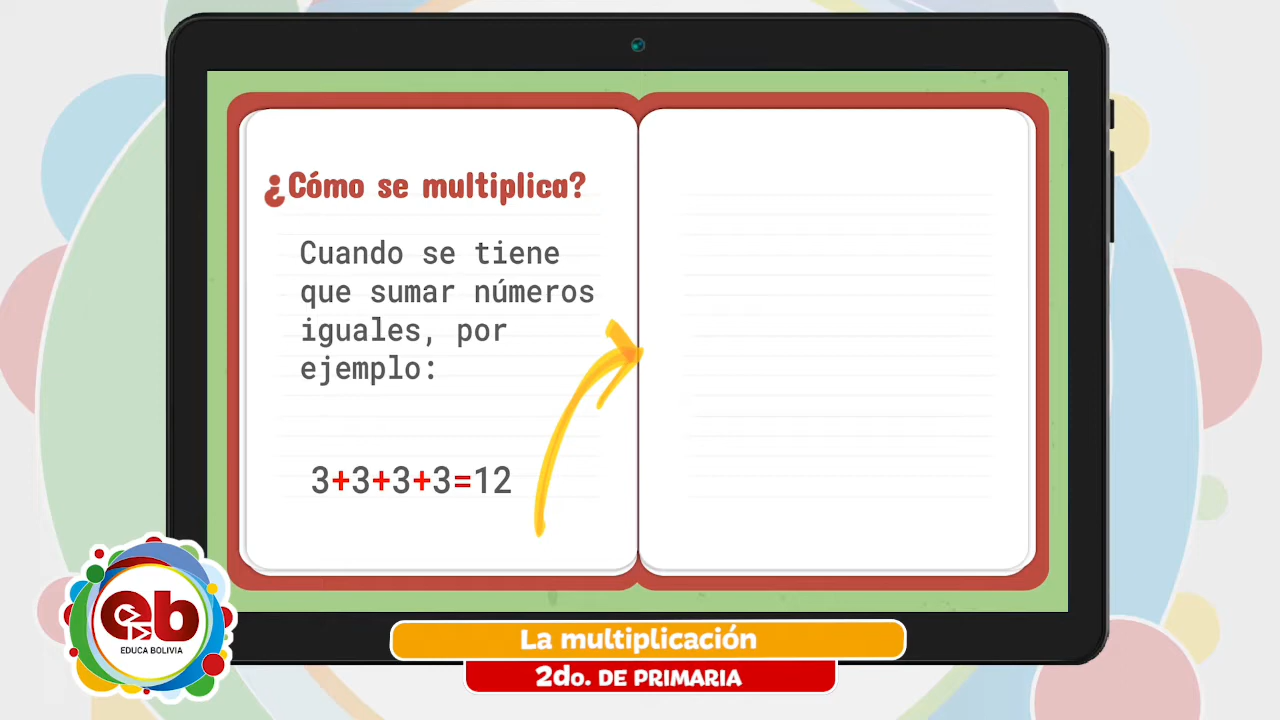 ¿Cómo se multiplica?
Cuando se tiene
que sumar números
iguales, por
ejemplo:
3+3+3+3=12
eb
EDUCA BOLIVIA
La multiplicación
2do. DE PRIMARIA